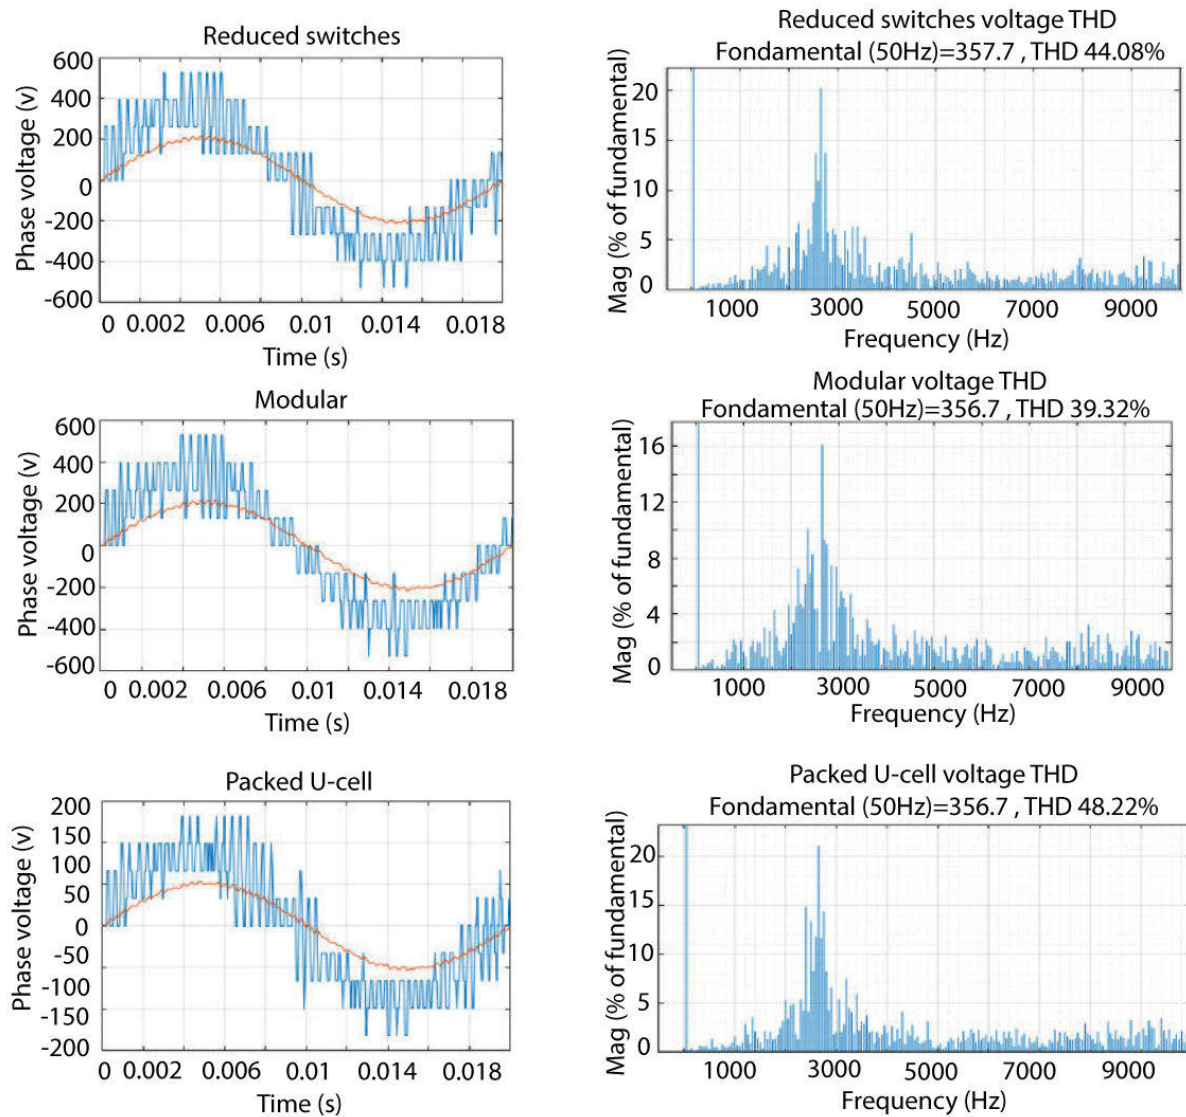 Reduced switches
Phase voltage (v)
600
400
200
0
-200
-400
-600
0 0.002 0.006 0.01 0.014 0.018
Time (s)
Reduced switches voltage THD
Fondamental (50Hz)=357.7 , THD 44.08%
Mag (% of fundamental)
20
15
10
5
0
1000 3000 5000 7000 9000
Frequency (Hz)
Modular
Phase voltage (v)
600
400
200
0
-200
-400
-600
0 0.002 0.006 0.01 0.014 0.018
Time (s)
Modular voltage THD
Fondamental (50Hz)=356.7 , THD 39.32%
Mag (% of fundamental)
16
12
8
4
0
1000 3000 5000 7000 9000
Frequency (Hz)
Packed U-cell
Phase voltage (v)
200
150
100
50
0
-50
-100
-150
-200
0 0.002 0.006 0.01 0.014 0.018
Time (s)
Packed U-cell voltage THD
Fondamental (50Hz)=356.7 , THD 48.22%
Mag (% of fundamental)
20
15
10
5
0
1000 3000 5000 7000 9000
Frequency (Hz)